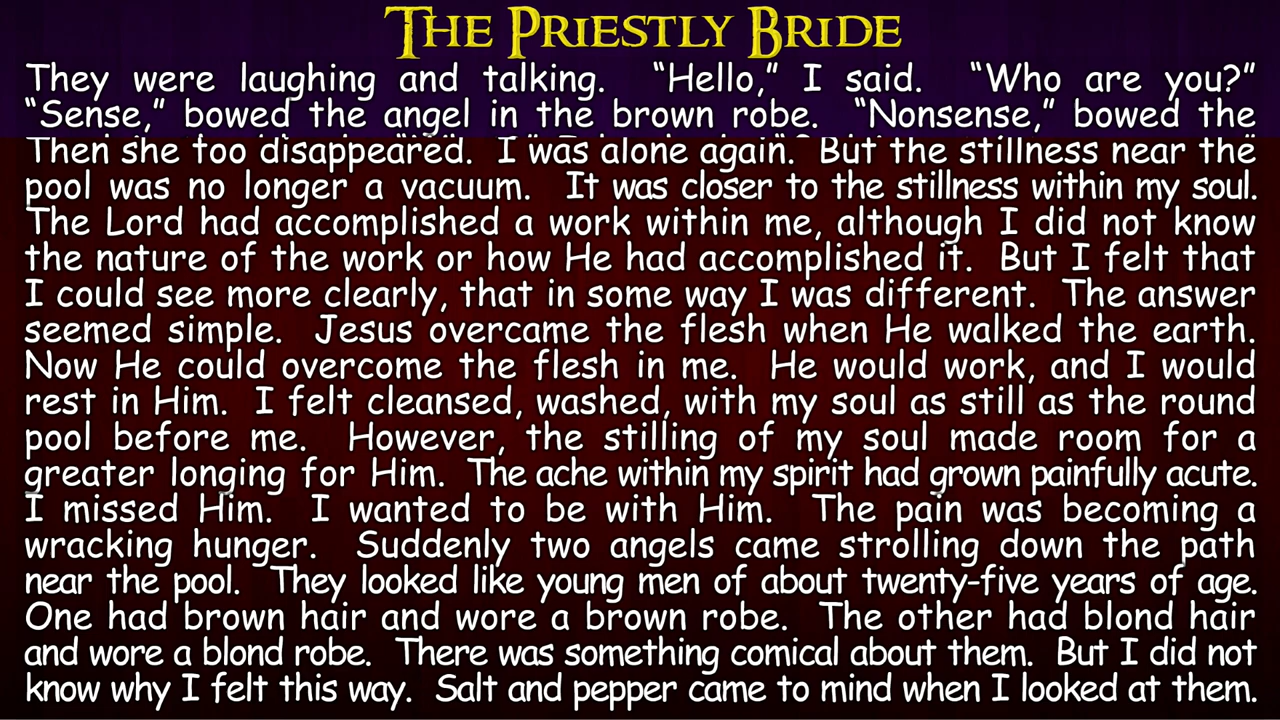 The Priestly Bride
They were laughing and talking. “Hello,” I said. “Who are you?”
“Sense,” bowed the angel in the brown robe. “Nonsense,” bowed the
Then she too disappeared. I was alone again. But the stillness near the
pool was no longer a vacuum. It was closer to the stillness within my soul.
The Lord had accomplished a work within me, although I did not know
the nature of the work or how He had accomplished it. But I felt that
I could see more clearly, that in some way I was different. The answer
seemed simple. Jesus overcame the flesh when He walked the earth.
Now He could overcome the flesh in me. He would work, and I would
rest in Him. I felt cleansed, washed, with my soul as still as the round
pool before me. However, the stilling of my soul made room for a
greater longing for Him. The ache within my spirit had grown painfully acute.
I missed Him. I wanted to be with Him. The pain was becoming a
wracking hunger. Suddenly two angels came strolling down the path
near the pool. They looked like young men of about twenty-five years of age.
One had brown hair and wore a brown robe. The other had blond hair
and wore a blond robe. There was something comical about them. But I did not
know why I felt this way. Salt and pepper came to mind when I looked at them.